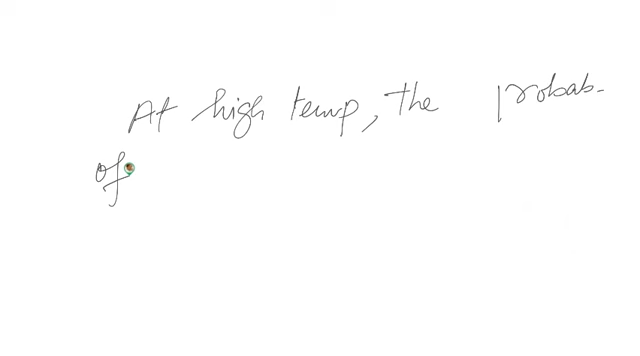 At high temp, the probab.
of